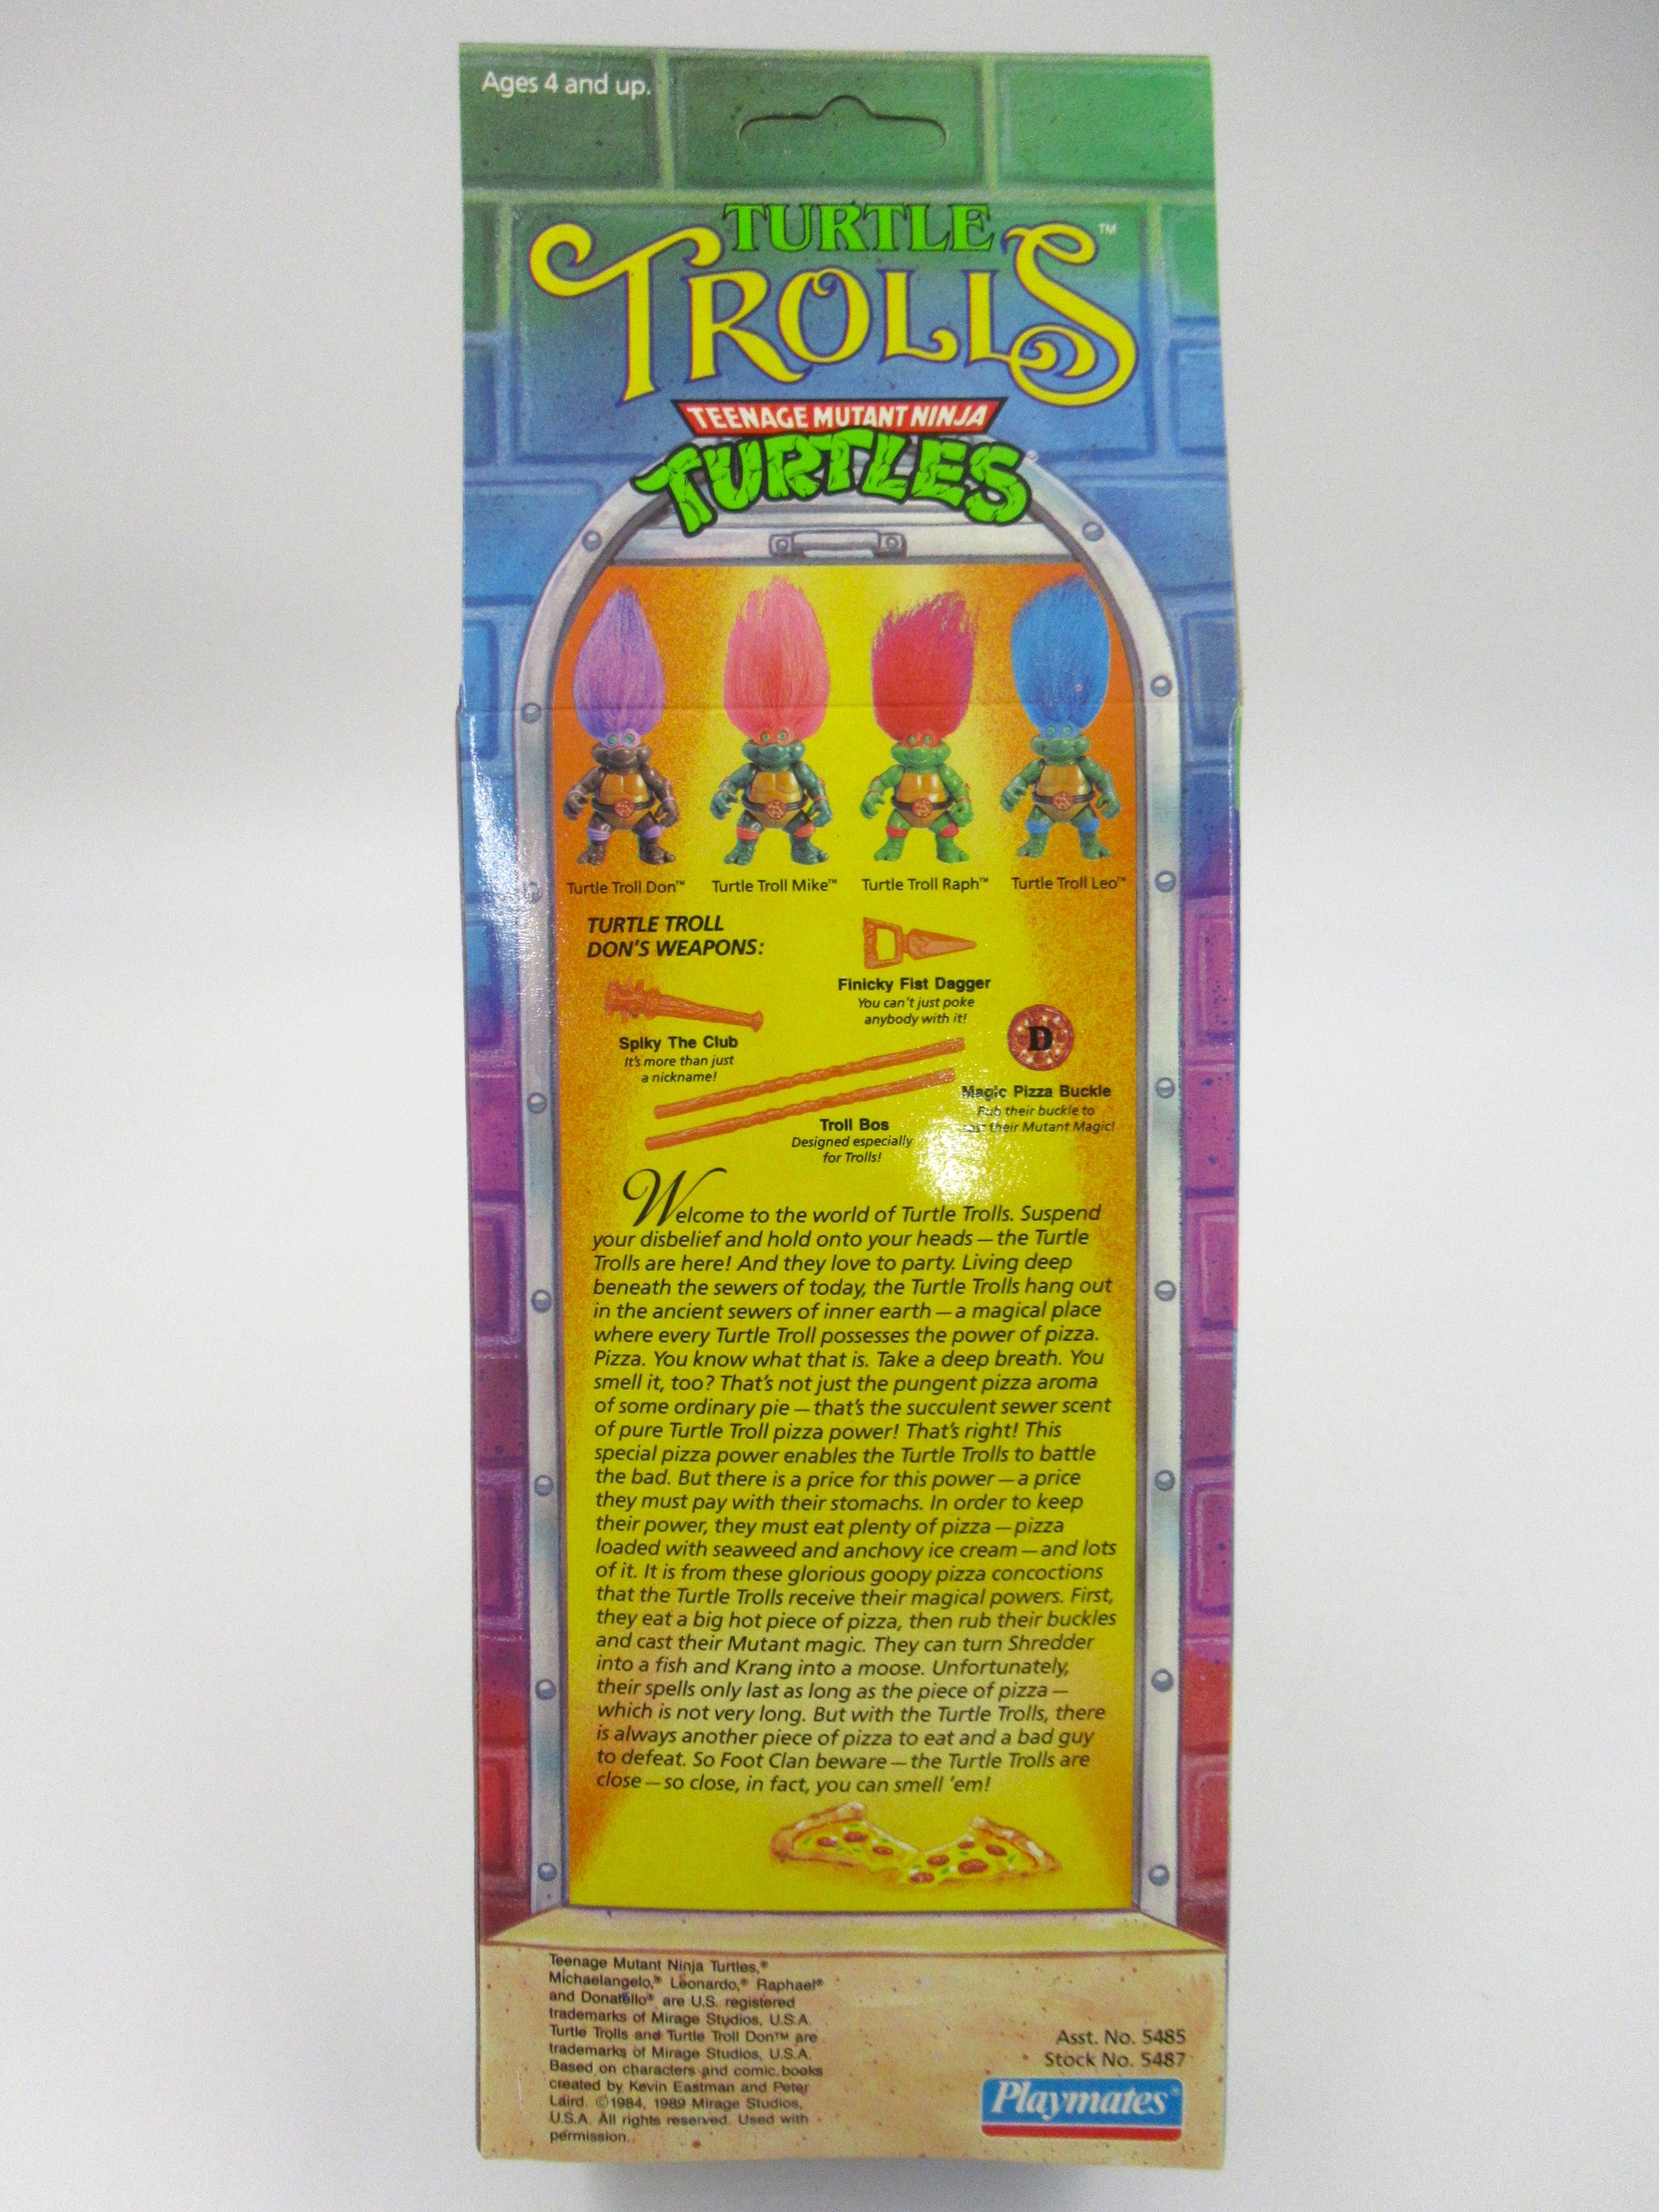 Ages 4 and up.
TURTLE
TROLLS™
TEENAGE MUTANT NINJA
TURTLES
Turtle Troll Don™ Turtle Troll Mike™ Turtle Troll Raph™ Turtle Troll Leo™
TURTLE TROLL
DON'S WEAPONS:
Finicky Fist Dagger
You can't just poke
anybody with it!
Spiky The Club
It's more than just
a nickname!
D
Magic Pizza Buckle
Rub their buckle to
their Mutant Magic!
Troll Bos
Designed especially
for Trolls!
Welcome to the world of Turtle Trolls. Suspend
your disbelief and hold onto your heads — the Turtle
Trolls are here! And they love to party. Living deep
beneath the sewers of today, the Turtle Trolls hang out
in the ancient sewers of inner earth — a magical place
where every Turtle Troll possesses the power of pizza.
Pizza. You know what that is. Take a deep breath. You
smell it, too? That's not just the pungent pizza aroma
of some ordinary pie — that's the succulent sewer scent
of pure Turtle Troll pizza power! That's right! This
special pizza power enables the Turtle Trolls to battle
the bad. But there is a price for this power — a price
they must pay with their stomachs. In order to keep
their power, they must eat plenty of pizza — pizza
loaded with seaweed and anchovy ice cream — and lots
of it. It is from these glorious goopy pizza concoctions
that the Turtle Trolls receive their magical powers. First,
they eat a big hot piece of pizza, then rub their buckles
and cast their Mutant magic. They can turn Shredder
into a fish and Krang into a moose. Unfortunately,
their spells only last as long as the piece of pizza —
which is not very long. But with the Turtle Trolls, there
is always another piece of pizza to eat and a bad guy
to defeat. So Foot Clan beware — the Turtle Trolls are
close — so close, in fact, you can smell 'em!
Teenage Mutant Ninja Turtles,®
Michaelangelo,® Leonardo,® Raphael®
and Donatello® are U.S. registered
trademarks of Mirage Studios, U.S.A.
Turtle Trolls and Turtle Troll Don™ are
trademarks of Mirage Studios, U.S.A.
Based on characters and comic books
created by Kevin Eastman and Peter
Laird. ©1984, 1989 Mirage Studios,
U.S.A. All rights reserved. Used with
permission.
Asst. No. 5485
Stock No. 5487
Playmates®